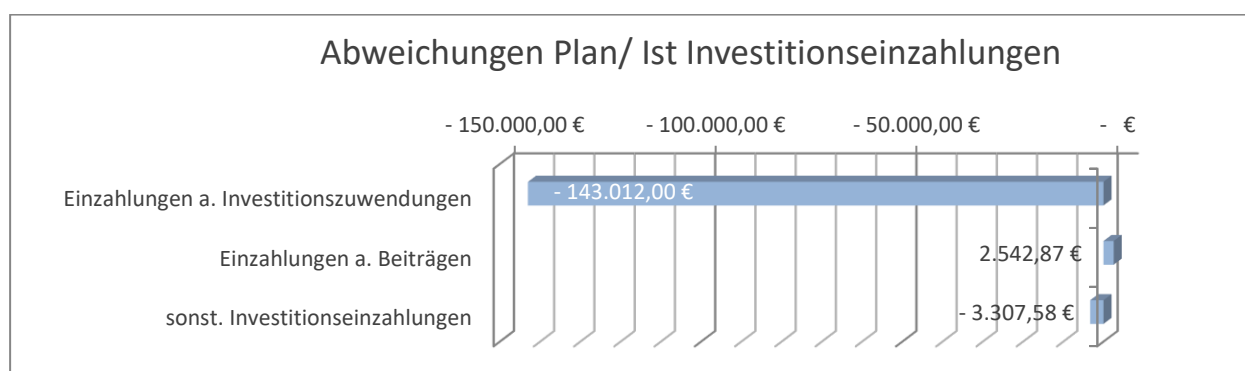 Abweichungen Plan/ Ist Investitionseinzahlungen
- 150.000,00 € - 100.000,00 € - 50.000,00 € - €
Einzahlungen a. Investitionszuwendungen - 143.012,00 €
Einzahlungen a. Beiträgen 2.542,87 €
sonst. Investitionseinzahlungen - 3.307,58 €